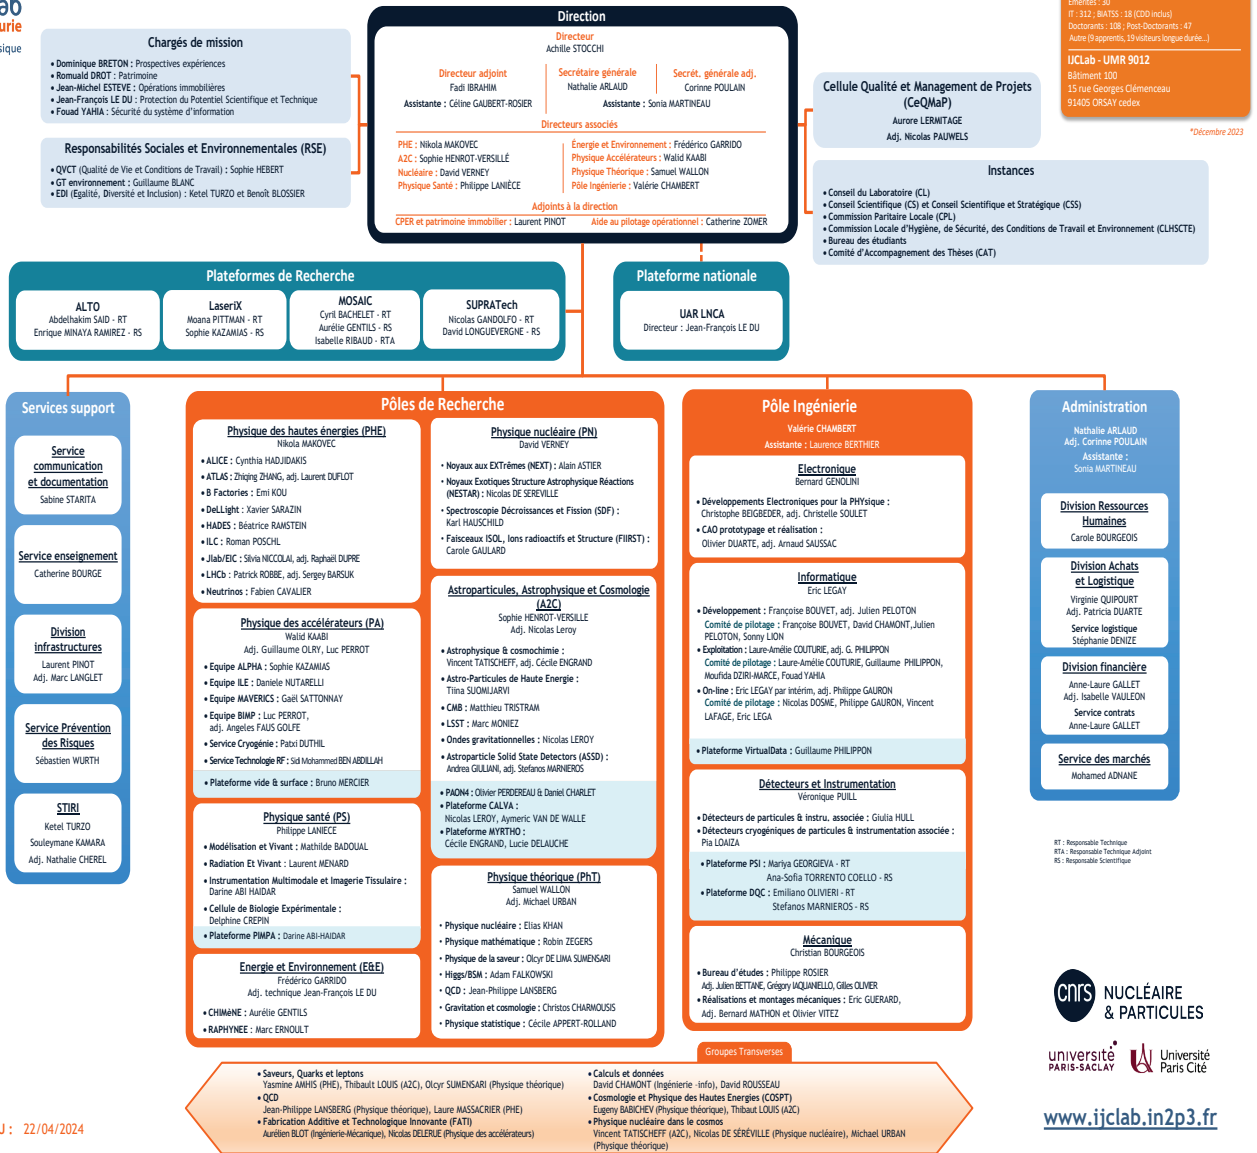 urie
sique
Chargés de mission
• Dominique BRETON : Prospectives expériences
• Romuald DROT : Patrimoine
• Jean-Michel ESTEVE : Opérations immobilières
• Jean-François LE DU : Protection du Potentiel Scientifique et Technique
• Fouad YAHIA : Sécurité du système d'information
Responsabilités Sociales et Environnementales (RSE)
• QVCT (Qualité de Vie et Conditions de Travail) : Sophie HEBERT
• GT environnement : Guillaume BLANC
• EDI (Egalité, Diversité et Inclusion) : Ketel TURZO et Benoît BLOSSIER
Direction
Directeur
Achille STOCCHI
Directeur adjoint
Fadi IBRAHIM
Assistante : Céline GAUBERT-ROSIER
Secrétaire générale
Nathalie ARLAUD
Secrét. générale adj.
Corinne POULAIN
Assistante : Sonia MARTINEAU
Directeurs associés
PHE : Nikola MAKOVEC
A2C : Sophie HENROT-VERSILLÉ
Nucléaire : David VERNEY
Physique Santé : Philippe LANIÈCE
Énergie et Environnement : Frédérico GARRIDO
Physique Accélérateurs : Walid KAABI
Physique Théorique : Samuel WALLON
Pôle Ingénierie : Valérie CHAMBERT
Adjoints à la direction
CPER et patrimoine immobilier : Laurent PINOT
Aide au pilotage opérationnel : Catherine ZOMER
Emérites : 30
IT : 312 ; BIATSS : 18 (CDD inclus)
Doctorants : 108 ; Post-Doctorants : 47
Autre (9 apprentis, 19 visiteurs longue durée...)
IJCLab - UMR 9012
Bâtiment 100
15 rue Georges Clémenceau
91405 ORSAY cedex
*Décembre 2023
Cellule Qualité et Management de Projets
(CeQMaP)
Aurore LERMITAGE
Adj. Nicolas PAUWELS
Instances
• Conseil du Laboratoire (CL)
• Conseil Scientifique (CS) et Conseil Scientifique et Stratégique (CSS)
• Commission Paritaire Locale (CPL)
• Commission Locale d'Hygiène, de Sécurité, des Conditions de Travail et Environnement (CLHSCTE)
• Bureau des étudiants
• Comité d'Accompagnement des Thèses (CAT)
Plateformes de Recherche
ALTO
Abdelhakim SAID - RT
Enrique MINAYA RAMIREZ - RS
LaseriX
Moana PITTMAN - RT
Sophie KAZAMIAS - RS
MOSAIC
Cyril BACHELET - RT
Aurélie GENTILS - RS
Isabelle RIBAUD - RTA
SUPRATech
Nicolas GANDOLFO - RT
David LONGUEVERGNE - RS
Plateforme nationale
UAR LNCA
Directeur : Jean-François LE DU
Services support
Service
communication
et documentation
Sabine STARITA
Service enseignement
Catherine BOURGE
Division
infrastructures
Laurent PINOT
Adj. Marc LANGLET
Service Prévention
des Risques
Sébastien WURTH
STIRI
Ketel TURZO
Souleymane KAMARA
Adj. Nathalie CHEREL
Pôles de Recherche
Physique des hautes énergies (PHE)
Nikola MAKOVEC
• ALICE : Cynthia HADJIDAKIS
• ATLAS : Zhiqing ZHANG, adj. Laurent DUFLOT
• B Factories : Emi KOU
• DeLLight : Xavier SARAZIN
• HADES : Béatrice RAMSTEIN
• ILC : Roman POSCHL
• Jlab/EIC : Silvia NICCOLAI, adj. Raphaël DUPRE
• LHCb : Patrick ROBBE, adj. Sergey BARSUK
• Neutrinos : Fabien CAVALIER
Physique des accélérateurs (PA)
Walid KAABI
Adj. Guillaume OLRY, Luc PERROT
• Equipe ALPHA : Sophie KAZAMIAS
• Equipe ILE : Daniele NUTARELLI
• Equipe MAVERICS : Gaël SATTONNAY
• Equipe BIMP : Luc PERROT,
adj. Angeles FAUS GOLFE
• Service Cryogénie : Patxi DUTHIL
• Service Technologie RF : Sidi Mohammed BEN ABDILLAH
• Plateforme vide & surface : Bruno MERCIER
Physique santé (PS)
Philippe LANIECE
• Modélisation et Vivant : Mathilde BADOUAL
• Radiation Et Vivant : Laurent MENARD
• Instrumentation Multimodale et Imagerie Tissulaire :
Darine ABI HAIDAR
• Cellule de Biologie Expérimentale :
Delphine CREPIN
• Plateforme PIMPA : Darine ABI-HAIDAR
Energie et Environnement (E&E)
Frédérico GARRIDO
Adj. technique Jean-François LE DU
• CHIMèNE : Aurélie GENTILS
• RAPHYNEE : Marc ERNOULT
Physique nucléaire (PN)
David VERNEY
• Noyaux aux EXTrêmes (NEXT) : Alain ASTIER
• Noyaux Exotiques Structure Astrophysique Réactions
(NESTAR) : Nicolas DE SEREVILLE
• Spectroscopie Décroissances et Fission (SDF) :
Karl HAUSCHILD
• Faisceaux ISOL, Ions radioactifs et Structure (FIIRST) :
Carole GAULARD
Astroparticules, Astrophysique et Cosmologie
(A2C)
Sophie HENROT-VERSILLE
Adj. Nicolas Leroy
• Astrophysique & cosmochimie :
Vincent TATISCHEFF, adj. Cécile ENGRAND
• Astro-Particules de Haute Energie :
Tiina SUOMIJARVI
• CMB : Matthieu TRISTRAM
• LSST : Marc MONIEZ
• Ondes gravitationnelles : Nicolas LEROY
• Astroparticle Solid State Detectors (ASSD) :
Andrea GIULIANI, adj. Stefanos MARNIEROS
• PAON4 : Olivier PERDEREAU & Daniel CHARLET
• Plateforme CALVA :
Nicolas LEROY, Aymeric VAN DE WALLE
• Plateforme MYRTHO :
Cécile ENGRAND, Lucie DELAUCHE
Physique théorique (PhT)
Samuel WALLON
Adj. Michael URBAN
• Physique nucléaire : Elias KHAN
• Physique mathématique : Robin ZEGERS
• Physique de la saveur : Olcyr DE LIMA SUMENSARI
• Higgs/BSM : Adam FALKOWSKI
• QCD : Jean-Philippe LANSBERG
• Gravitation et cosmologie : Christos CHARMOUSIS
• Physique statistique : Cécile APPERT-ROLLAND
Pôle Ingénierie
Valérie CHAMBERT
Assistante : Laurence BERTHIER
Electronique
Bernard GENOLINI
• Développements Electroniques pour la PHYsique :
Christophe BEIGBEDER, adj. Christelle SOULET
• CAO prototypage et réalisation :
Olivier DUARTE, adj. Arnaud SAUSSAC
Informatique
Eric LEGAY
• Développement : Françoise BOUVET, adj. Julien PELOTON
Comité de pilotage : Françoise BOUVET, David CHAMONT,Julien
PELOTON, Sonny LION
• Exploitation : Laure-Amélie COUTURIE, adj. G. PHILIPPON
Comité de pilotage : Laure-Amélie COUTURIE, Guillaume PHILIPPON,
Moufida DZIRI-MARCE, Fouad YAHIA
• On-line : Eric LEGAY par intérim, adj. Philippe GAURON
Comité de pilotage : Nicolas DOSME, Philippe GAURON, Vincent
LAFAGE, Eric LEGA
• Plateforme VirtualData : Guillaume PHILIPPON
Détecteurs et Instrumentation
Véronique PUILL
• Détecteurs de particules & instru. associée : Giulia HULL
• Détecteurs cryogéniques de particules & instrumentation associée :
Pia LOAIZA
• Plateforme PSI : Mariya GEORGIEVA - RT
Ana-Sofia TORRENTO COELLO - RS
• Plateforme DQC : Emiliano OLIVIERI - RT
Stefanos MARNIEROS - RS
Mécanique
Christian BOURGEOIS
• Bureau d'études : Philippe ROSIER
Adj. Julien BETTANE, Grégory IAQUANIELLO, Gilles OLIVIER
• Réalisations et montages mécaniques : Eric GUERARD,
Adj. Bernard MATHON et Olivier VITEZ
Administration
Nathalie ARLAUD
Adj. Corinne POULAIN
Assistante :
Sonia MARTINEAU
Division Ressources
Humaines
Carole BOURGEOIS
Division Achats
et Logistique
Virginie QUIPOURT
Adj. Patricia DUARTE
Service logistique
Stéphanie DENIZE
Division financière
Anne-Laure GALLET
Adj. Isabelle VAULEON
Service contrats
Anne-Laure GALLET
Service des marchés
Mohamed ADNANE
RT : Responsable Technique
RTA : Responsable Technique Adjoint
RS : Responsable Scientifique
Groupes Transverses
• Saveurs, Quarks et leptons
Yasmine AMHIS (PHE), Thibault LOUIS (A2C), Olcyr SUMENSARI (Physique théorique)
• QCD
Jean-Philippe LANSBERG (Physique théorique), Laure MASSACRIER (PHE)
• Fabrication Additive et Technologique Innovante (FATI)
Aurélien BLOT (Ingénierie-Mécanique), Nicolas DELERUE (Physique des accélérateurs)
• Calculs et données
David CHAMONT (Ingénierie -info), David ROUSSEAU
• Cosmologie et Physique des Hautes Energies (COSPT)
Eugeny BABICHEV (Physique théorique), Thibaut LOUIS (A2C)
• Physique nucléaire dans le cosmos
Vincent TATISCHEFF (A2C), Nicolas DE SÉRÉVILLE (Physique nucléaire), Michael URBAN
(Physique théorique)
cnrs
NUCLÉAIRE
& PARTICULES
université
PARIS-SACLAY
Université
Paris Cité
www.ijclab.in2p3.fr
U : 22/04/2024